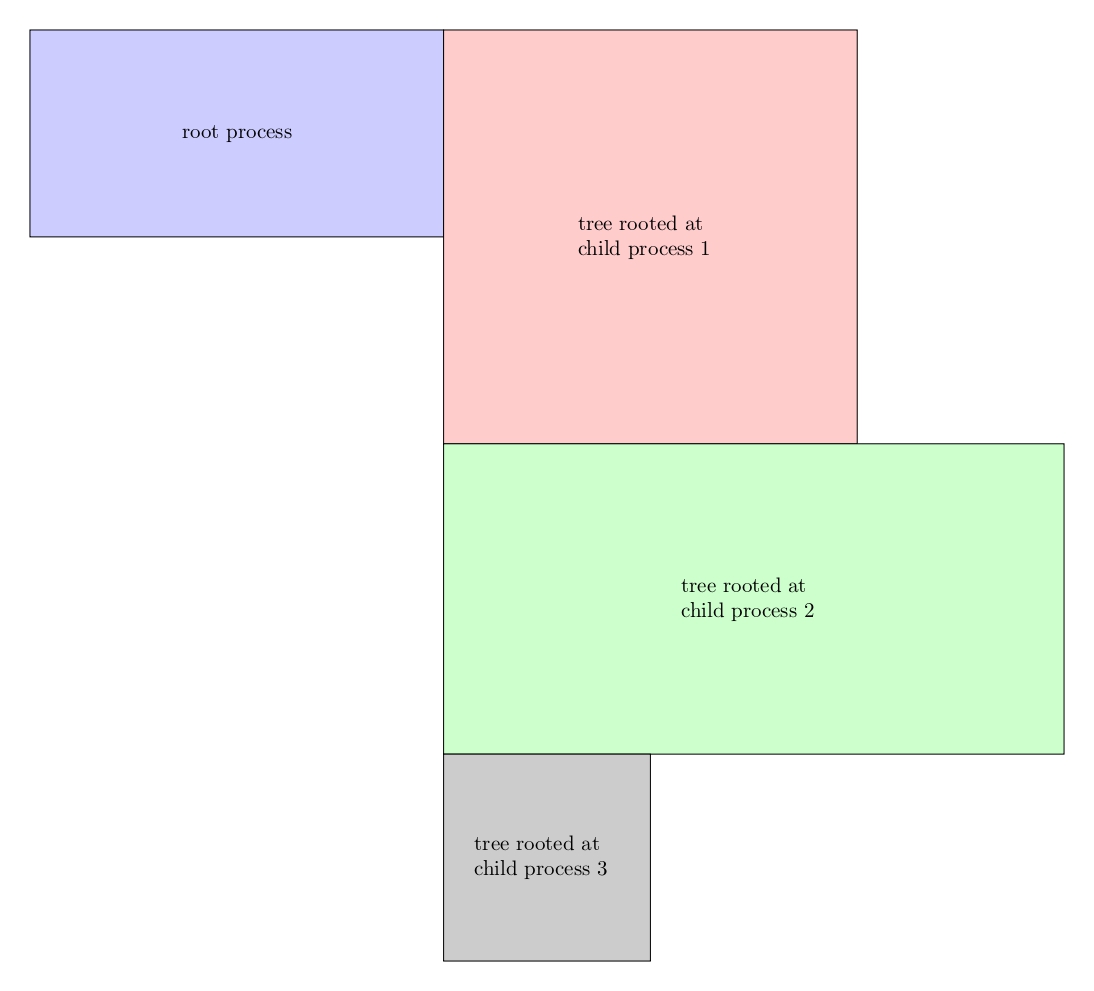 root process
tree rooted at
child process 1
tree rooted at
child process 2
tree rooted at
child process 3